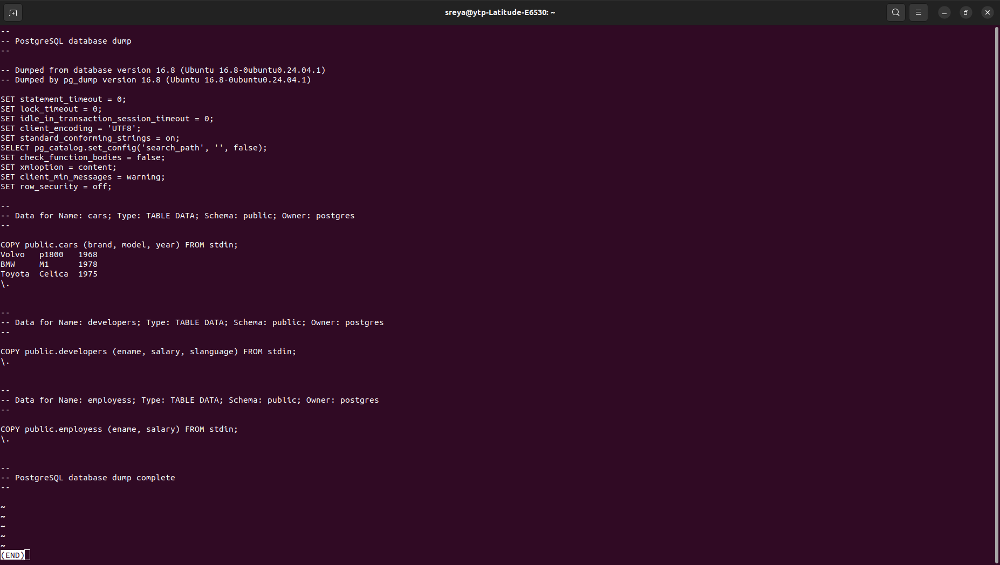 sreya@ytp-Latitude-E6530: ~
--
-- PostgreSQL database dump
--

-- Dumped from database version 16.8 (Ubuntu 16.8-0ubuntu0.24.04.1)
-- Dumped by pg_dump version 16.8 (Ubuntu 16.8-0ubuntu0.24.04.1)

SET statement_timeout = 0;
SET lock_timeout = 0;
SET idle_in_transaction_session_timeout = 0;
SET client_encoding = 'UTF8';
SET standard_conforming_strings = on;
SELECT pg_catalog.set_config('search_path', '', false);
SET check_function_bodies = false;
SET xmloption = content;
SET client_min_messages = warning;
SET row_security = off;

--
-- Data for Name: cars; Type: TABLE DATA; Schema: public; Owner: postgres
--

COPY public.cars (brand, model, year) FROM stdin;
Volvo   p1800   1968
BMW     M1      1978
Toyota  Celica  1975
\.


--
-- Data for Name: developers; Type: TABLE DATA; Schema: public; Owner: postgres
--

COPY public.developers (ename, salary, slanguage) FROM stdin;
\.


--
-- Data for Name: employess; Type: TABLE DATA; Schema: public; Owner: postgres
--

COPY public.employess (ename, salary) FROM stdin;
\.


--
-- PostgreSQL database dump complete
--

~
~
~
~
~
(END)